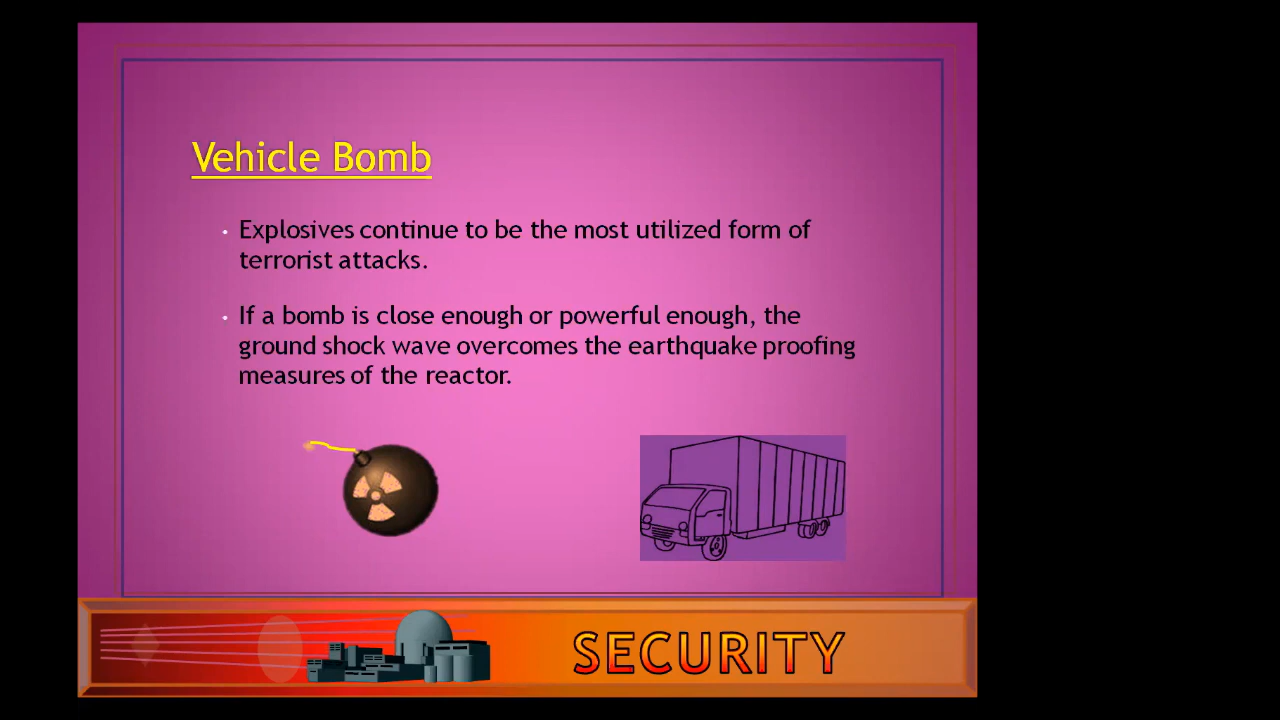 Vehicle Bomb
• Explosives continue to be the most utilized form of
terrorist attacks.
• If a bomb is close enough or powerful enough, the
ground shock wave overcomes the earthquake proofing
measures of the reactor.
SECURITY